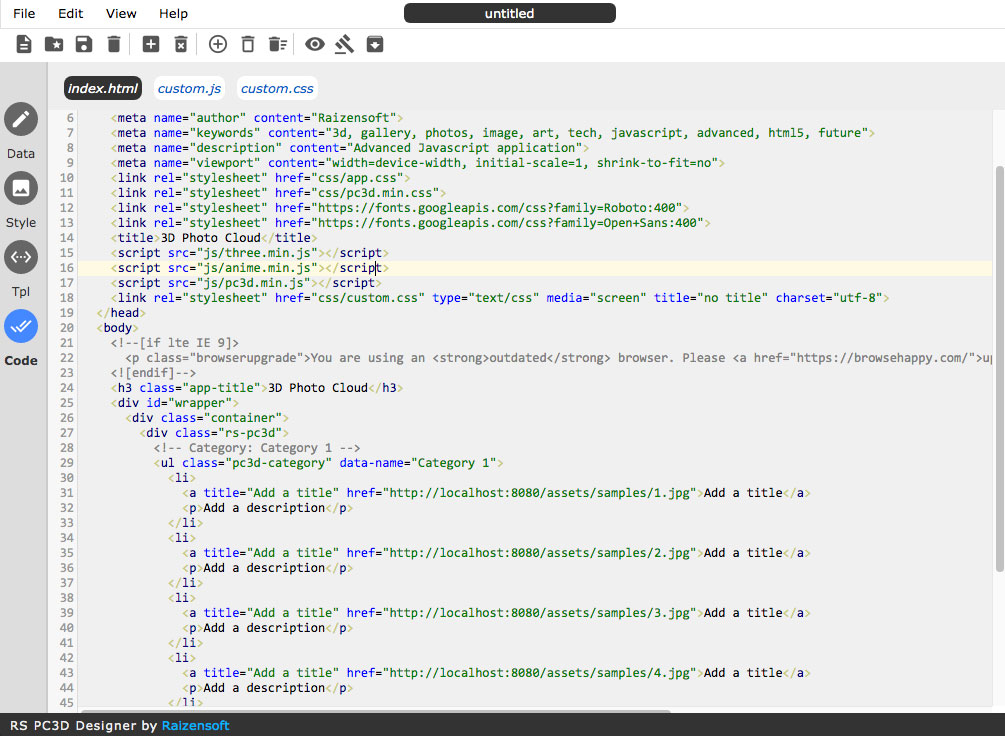 File Edit View Help untitled
index.html custom.js custom.css
Data
Style
Tpl
Code
6 <meta name="author" content="Raizensoft">
7 <meta name="keywords" content="3d, gallery, photos, image, art, tech, javascript, advanced, html5, future">
8 <meta name="description" content="Advanced Javascript application">
9 <meta name="viewport" content="width=device-width, initial-scale=1, shrink-to-fit=no">
10 <link rel="stylesheet" href="css/app.css">
11 <link rel="stylesheet" href="css/pc3d.min.css">
12 <link rel="stylesheet" href="https://fonts.googleapis.com/css?family=Roboto:400">
13 <link rel="stylesheet" href="https://fonts.googleapis.com/css?family=Open+Sans:400">
14 <title>3D Photo Cloud</title>
15 <script src="js/three.min.js"></script>
16 <script src="js/anime.min.js"></script>
17 <script src="js/pc3d.min.js"></script>
18 <link rel="stylesheet" href="css/custom.css" type="text/css" media="screen" title="no title" charset="utf-8">
19 </head>
20 <body>
21 <!--[if lte IE 9]>
22 <p class="browserupgrade">You are using an <strong>outdated</strong> browser. Please <a href="https://browsehappy.com/">up
23 <![endif]-->
24 <h3 class="app-title">3D Photo Cloud</h3>
25 <div id="wrapper">
26 <div class="container">
27 <div class="rs-pc3d">
28 <!-- Category: Category 1 -->
29 <ul class="pc3d-category" data-name="Category 1">
30 <li>
31 <a title="Add a title" href="http://localhost:8080/assets/samples/1.jpg">Add a title</a>
32 <p>Add a description</p>
33 </li>
34 <li>
35 <a title="Add a title" href="http://localhost:8080/assets/samples/2.jpg">Add a title</a>
36 <p>Add a description</p>
37 </li>
38 <li>
39 <a title="Add a title" href="http://localhost:8080/assets/samples/3.jpg">Add a title</a>
40 <p>Add a description</p>
41 </li>
42 <li>
43 <a title="Add a title" href="http://localhost:8080/assets/samples/4.jpg">Add a title</a>
44 <p>Add a description</p>
45 </li>
RS PC3D Designer by Raizensoft